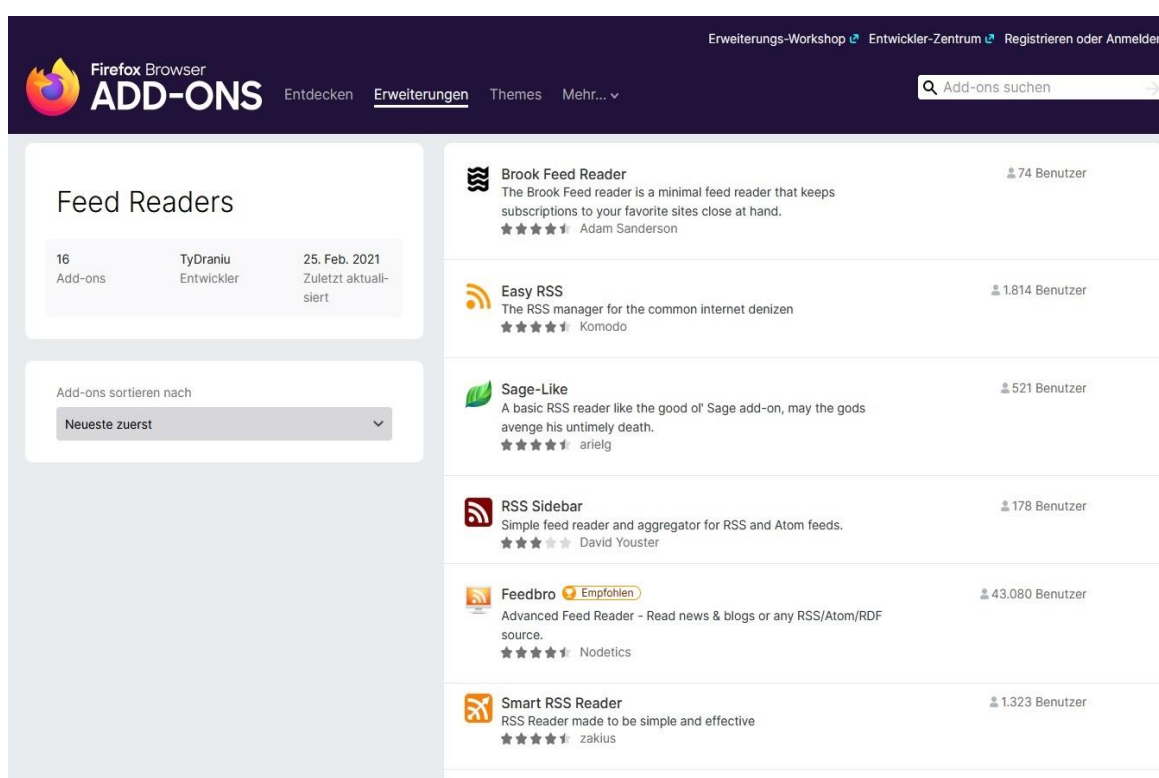 Erweiterungs-Workshop Entwickler-Zentrum Registrieren oder Anmelden
Firefox Browser
ADD-ONS
Entdecken Erweiterungen Themes Mehr...
Add-ons suchen
Feed Readers
16 TyDraniu 25. Feb. 2021
Add-ons Entwickler Zuletzt aktuali-
siert
Add-ons sortieren nach
Neueste zuerst
Brook Feed Reader 74 Benutzer
The Brook Feed reader is a minimal feed reader that keeps
subscriptions to your favorite sites close at hand.
Adam Sanderson
Easy RSS 1.814 Benutzer
The RSS manager for the common internet denizen
Komodo
Sage-Like 521 Benutzer
A basic RSS reader like the good ol' Sage add-on, may the gods
avenge his untimely death.
arielg
RSS Sidebar 178 Benutzer
Simple feed reader and aggregator for RSS and Atom feeds.
David Youster
Feedbro Empfohlen 43.080 Benutzer
Advanced Feed Reader - Read news & blogs or any RSS/Atom/RDF
source.
Nodetics
Smart RSS Reader 1.323 Benutzer
RSS Reader made to be simple and effective
zakius